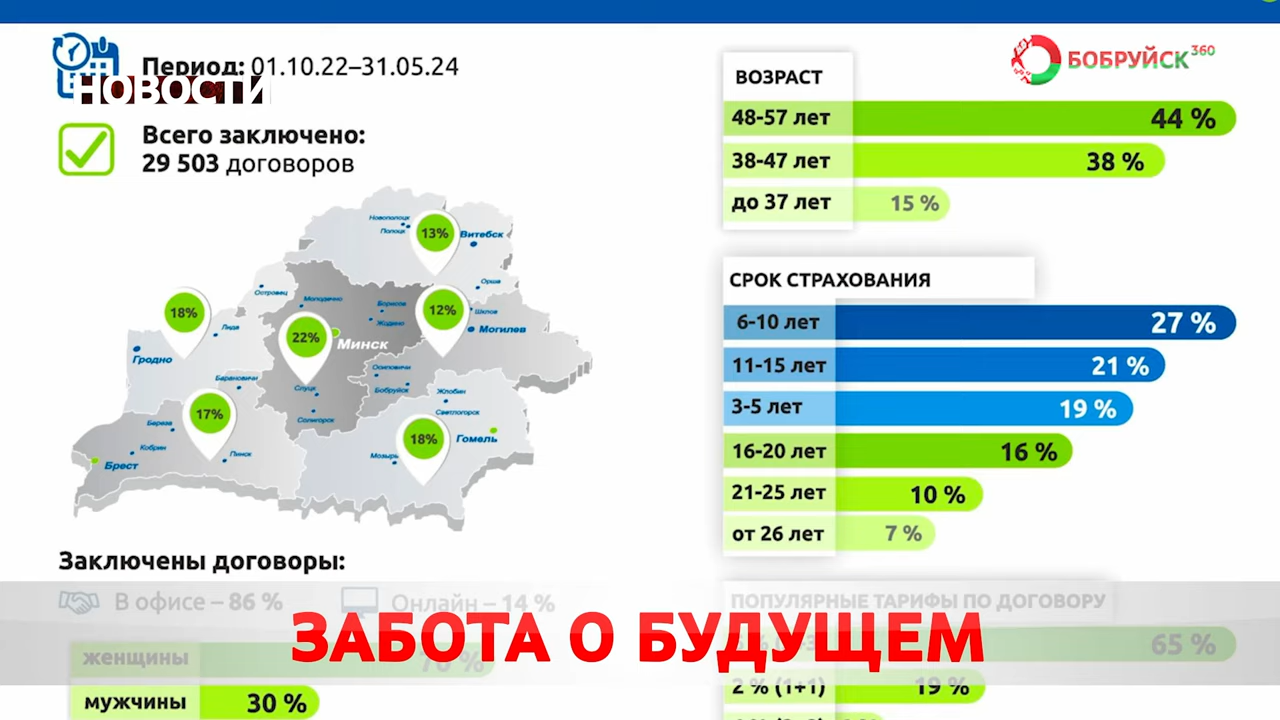 Период: 01.10.22–31.05.24
НОВОСТИ
БОБРУЙСК 360
Всего заключено:
29 503 договоров
Новополоцк
Полоцк
13%
Витебск
Орша
Островец
Молодечно
Борисов
Жодино
12%
Шклов
Могилев
18%
Лида
22%
Минск
Гродно
Барановичи
Осиповичи
Бобруйск
Слуцк
Жлобин
Светлогорск
Солигорск
17%
Береза
Кобрин
Пинск
Брест
18%
Гомель
Мозырь
Заключены договоры:
В офисе – 86 %
Онлайн – 14 %
женщины 70 %
мужчины 30 %
ВОЗРАСТ
48-57 лет 44 %
38-47 лет 38 %
до 37 лет 15 %
СРОК СТРАХОВАНИЯ
6-10 лет 27 %
11-15 лет 21 %
3-5 лет 19 %
16-20 лет 16 %
21-25 лет 10 %
от 26 лет 7 %
ПОПУЛЯРНЫЕ ТАРИФЫ ПО ДОГОВОРУ
65 %
2 % (1+1) 19 %
ЗАБОТА О БУДУЩЕМ